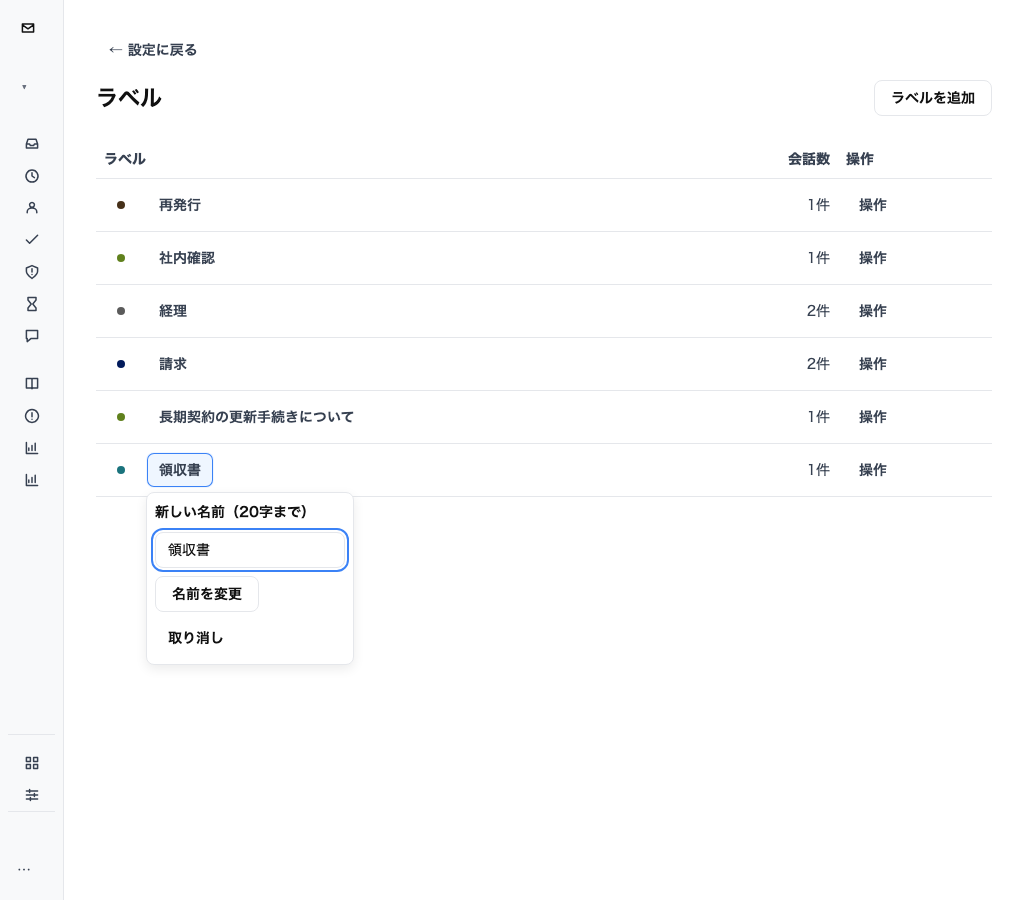 ← 設定に戻る
ラベル
ラベルを追加
ラベル 会話数 操作
再発行 1件 操作
社内確認 1件 操作
経理 2件 操作
請求 2件 操作
長期契約の更新手続きについて 1件 操作
領収書 1件 操作
新しい名前（20字まで）
領収書
名前を変更
取り消し